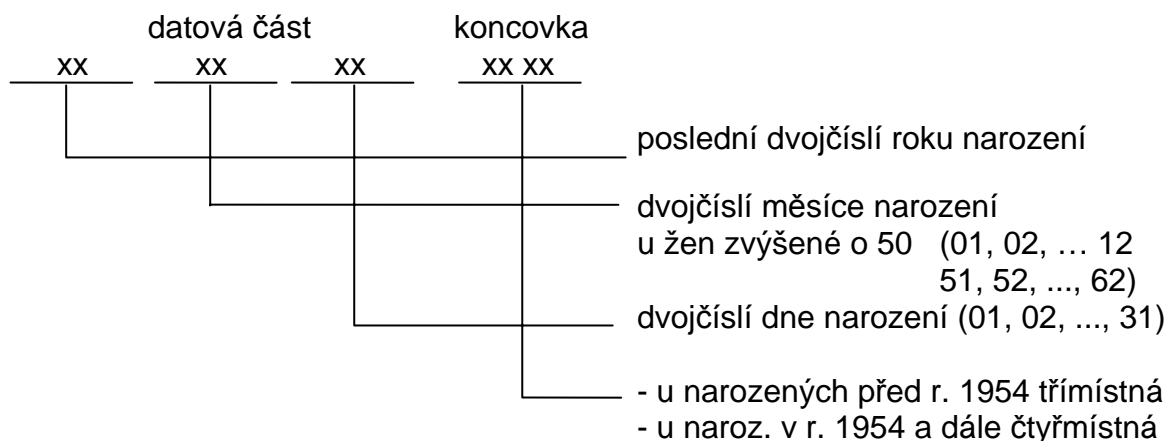 datová část koncovka
xx xx xx xx xx
poslední dvojčíslí roku narození
dvojčíslí měsíce narození
u žen zvýšené o 50 (01, 02, … 12
51, 52, ..., 62)
dvojčíslí dne narození (01, 02, ..., 31)
- u narozených před r. 1954 třímístná
- u naroz. v r. 1954 a dále čtyřmístná